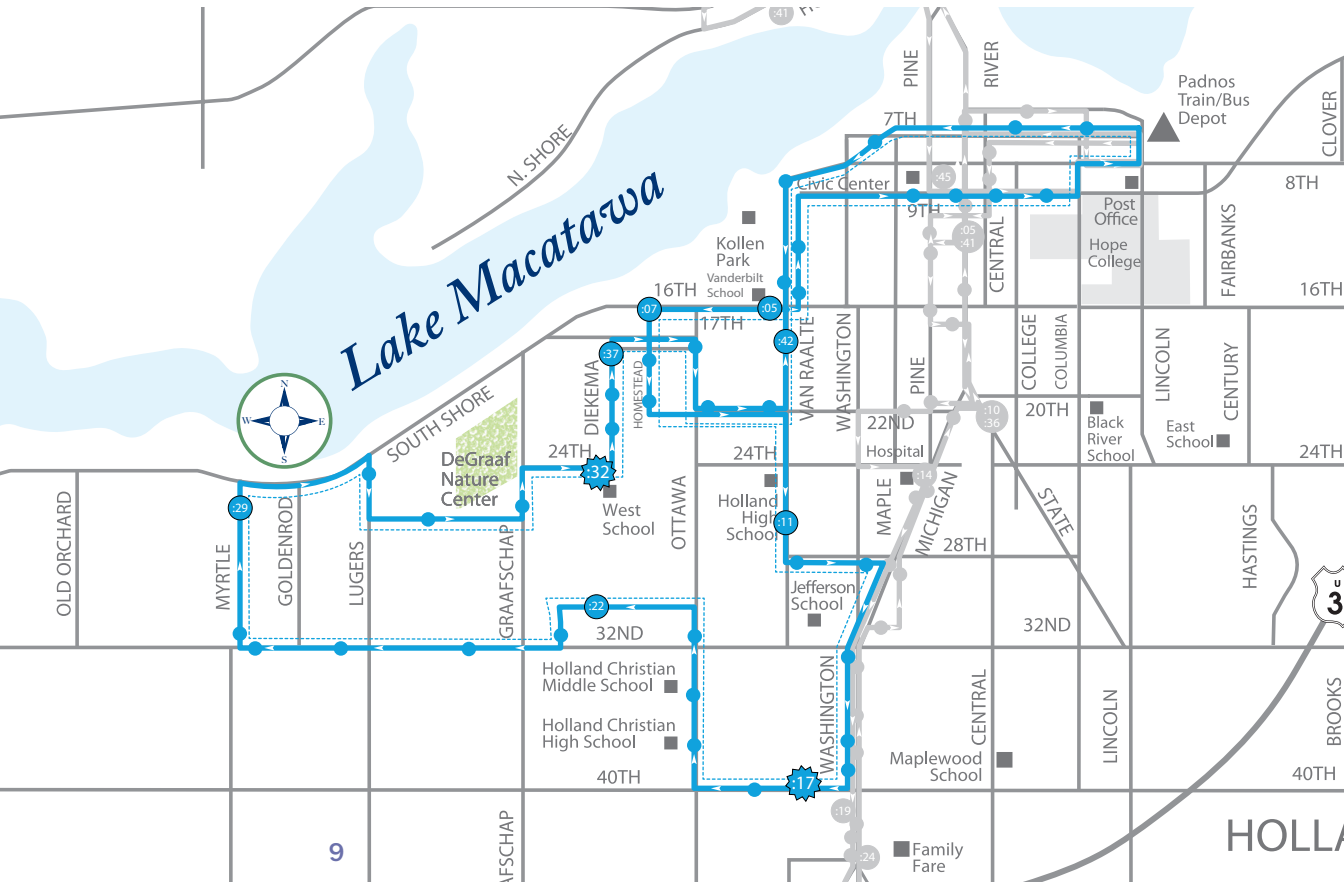 :41
PINE
RIVER
Padnos
Train/Bus
Depot
CLOVER
7TH
N. SHORE
Civic Center
:45
8TH
9TH
Post
Office
:05
:41
Hope
College
CENTRAL
FAIRBANKS
Kollen
Park
Vanderbilt
School
Lake Macatawa
16TH
16TH
:07
:05
17TH
:42
:37
VAN RAALTE
WASHINGTON
PINE
COLLEGE
COLUMBIA
LINCOLN
CENTURY
DIEKEMA
HOMESTEAD
N
W
E
S
SOUTH SHORE
20TH
:10
:36
22ND
Black
River
School
East
School
Hospital
24TH
24TH
24TH
DeGraaf
Nature
Center
:32
:14
West
School
OTTAWA
Holland
High
School
MAPLE
MICHIGAN
STATE
:29
:11
28TH
OLD ORCHARD
MYRTLE
GOLDENROD
LUGERS
GRAAFSCHAP
HASTINGS
Jefferson
School
U
3
:22
32ND
32ND
Holland Christian
Middle School
Holland Christian
High School
WASHINGTON
CENTRAL
LINCOLN
BROOKS
Maplewood
School
40TH
:17
40TH
:19
9
AFSCHAP
:24
Family
Fare
HOLLA